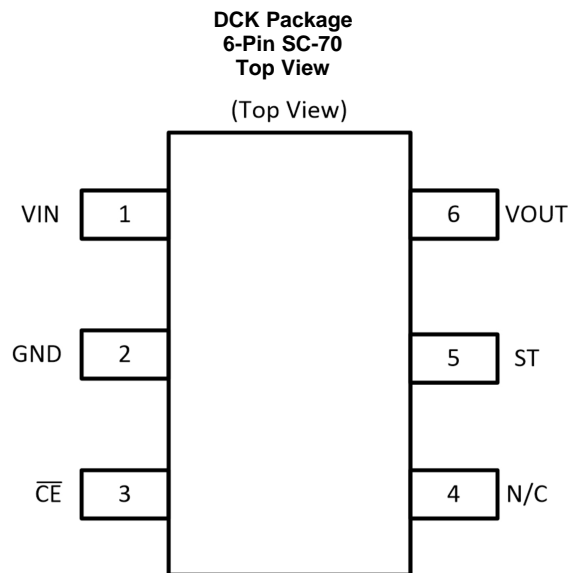 DCK Package
6-Pin SC-70
Top View
(Top View)
VIN 1 6 VOUT
GND 2 5 ST
C̅E̅ 3 4 N/C